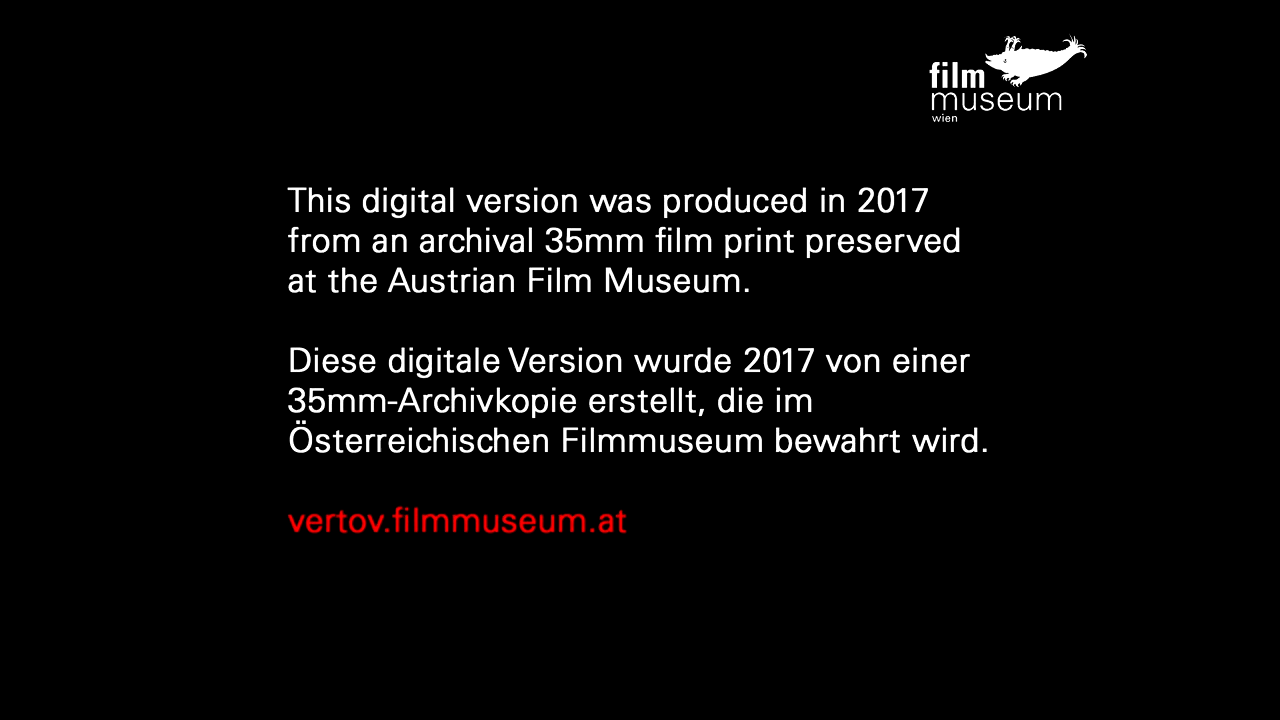 film
museum
wien
This digital version was produced in 2017
from an archival 35mm film print preserved
at the Austrian Film Museum.
Diese digitale Version wurde 2017 von einer
35mm-Archivkopie erstellt, die im
Österreichischen Filmmuseum bewahrt wird.
vertov.filmmuseum.at